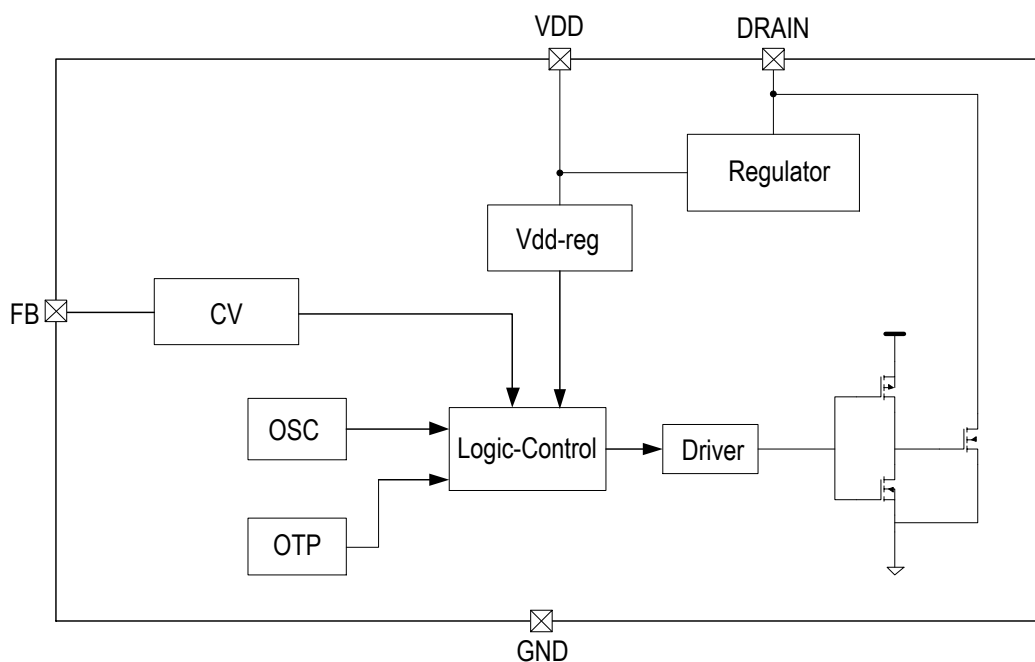 VDD
DRAIN
Regulator
Vdd-reg
FB
CV
OSC
Logic-Control
Driver
OTP
GND